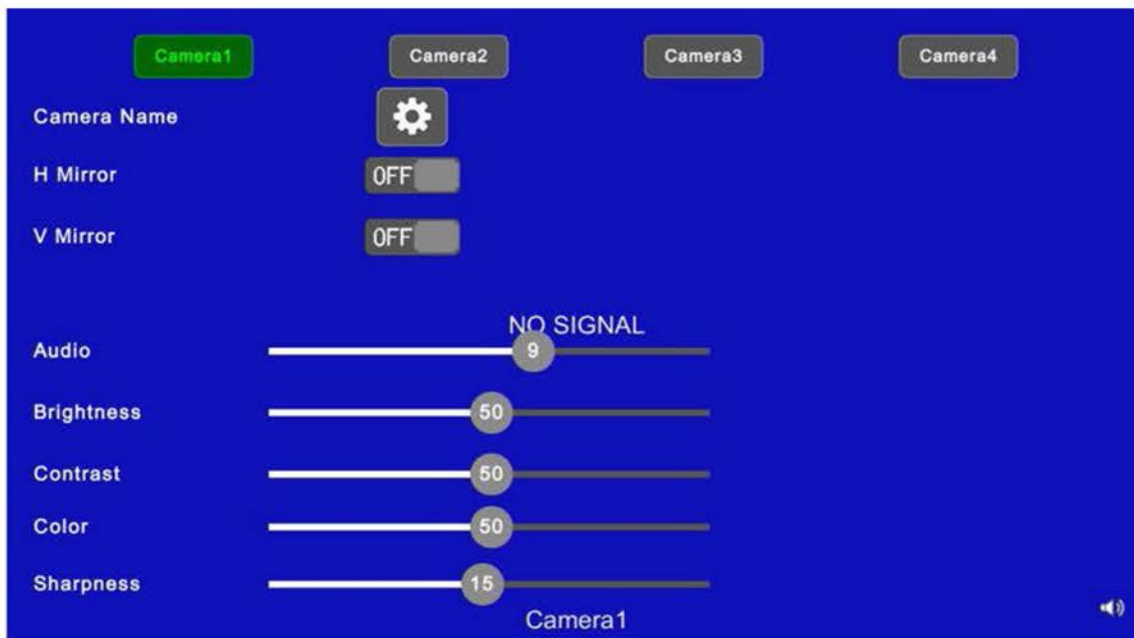 Camera1 Camera2 Camera3 Camera4
Camera Name
H Mirror OFF
V Mirror OFF
NO SIGNAL
Audio 9
Brightness 50
Contrast 50
Color 50
Sharpness 15
Camera1